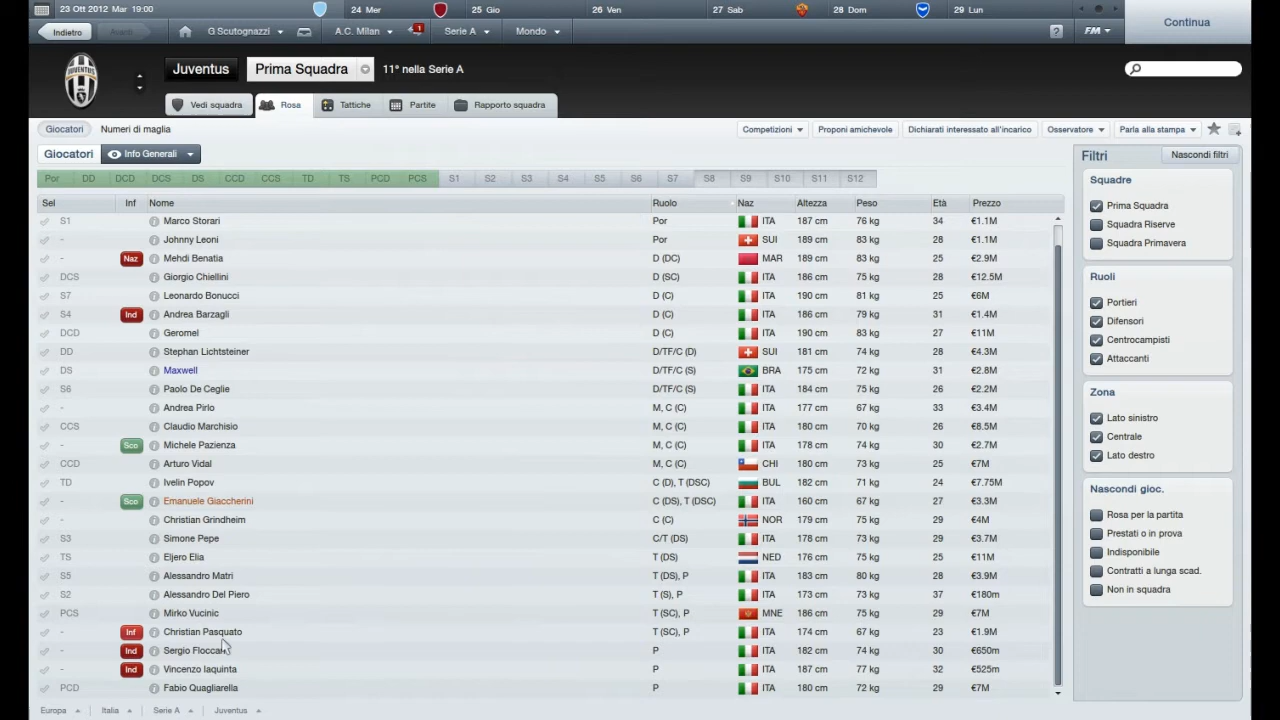 23 Ott 2012 Mar 19:00 24 Mer 25 Gio 26 Ven 27 Sab 28 Dom 29 Lun
Indietro Avanti G Scutognazzi A.C. Milan 1 Serie A Mondo ? FM Continua
Juventus Prima Squadra 11° nella Serie A
Vedi squadra Rosa Tattiche Partite Rapporto squadra
Giocatori Numeri di maglia Competizioni Proponi amichevole Dichiarati interessato all'incarico Osservatore Parla alla stampa
Giocatori Info Generali
Por DD DCD DCS DS CCD CCS TD TS PCD PCS S1 S2 S3 S4 S5 S6 S7 S8 S9 S10 S11 S12
Sel Inf Nome Ruolo Naz Altezza Peso Età Prezzo
S1 Marco Storari Por ITA 187 cm 76 kg 34 €1.1M
- Johnny Leoni Por SUI 189 cm 83 kg 28 €1.1M
- Naz Mehdi Benatia D (DC) MAR 189 cm 83 kg 25 €2.9M
DCS Giorgio Chiellini D (SC) ITA 186 cm 75 kg 28 €12.5M
S7 Leonardo Bonucci D (C) ITA 190 cm 81 kg 25 €6M
S4 Ind Andrea Barzagli D (C) ITA 186 cm 79 kg 31 €1.4M
DCD Geromel D (C) ITA 190 cm 83 kg 27 €11M
DD Stephan Lichtsteiner D/TF/C (D) SUI 181 cm 74 kg 28 €4.3M
DS Maxwell D/TF/C (S) BRA 175 cm 72 kg 31 €2.8M
S6 Paolo De Ceglie D/TF/C (S) ITA 184 cm 75 kg 26 €2.2M
- Andrea Pirlo M, C (C) ITA 177 cm 67 kg 33 €3.4M
CCS Claudio Marchisio M, C (C) ITA 180 cm 70 kg 26 €8.5M
- Sco Michele Pazienza M, C (C) ITA 178 cm 74 kg 30 €2.7M
CCD Arturo Vidal M, C (C) CHI 180 cm 73 kg 25 €7M
TD Ivelin Popov C (D), T (DSC) BUL 182 cm 71 kg 24 €7.75M
- Sco Emanuele Giaccherini C (DS), T (DSC) ITA 160 cm 67 kg 27 €3.3M
- Christian Grindheim C (C) NOR 179 cm 75 kg 29 €4M
S3 Simone Pepe C/T (DS) ITA 178 cm 73 kg 29 €3.7M
TS Eljero Elia T (DS) NED 176 cm 75 kg 25 €11M
S5 Alessandro Matri T (DS), P ITA 183 cm 80 kg 28 €3.9M
S2 Alessandro Del Piero T (S), P ITA 173 cm 73 kg 37 €180m
PCS Mirko Vucinic T (SC), P MNE 186 cm 75 kg 29 €7M
- Inf Christian Pasquato T (SC), P ITA 174 cm 67 kg 23 €1.9M
- Ind Sergio Floccari P ITA 182 cm 74 kg 30 €650m
- Ind Vincenzo Iaquinta P ITA 187 cm 77 kg 32 €525m
PCD Fabio Quagliarella P ITA 180 cm 72 kg 29 €7M
Europa Italia Serie A Juventus
Filtri Nascondi filtri
Squadre
Prima Squadra
Squadra Riserve
Squadra Primavera
Ruoli
Portieri
Difensori
Centrocampisti
Attaccanti
Zona
Lato sinistro
Centrale
Lato destro
Nascondi gioc.
Rosa per la partita
Prestati o in prova
Indisponibile
Contratti a lunga scad.
Non in squadra